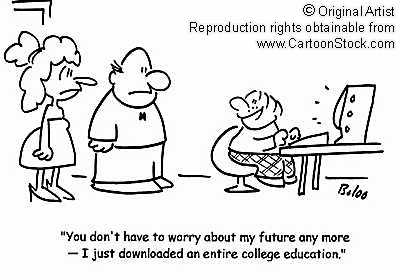 © Original Artist
Reproduction rights obtainable from
www.CartoonStock.com
"You don't have to worry about my future any more
— I just downloaded an entire college education."